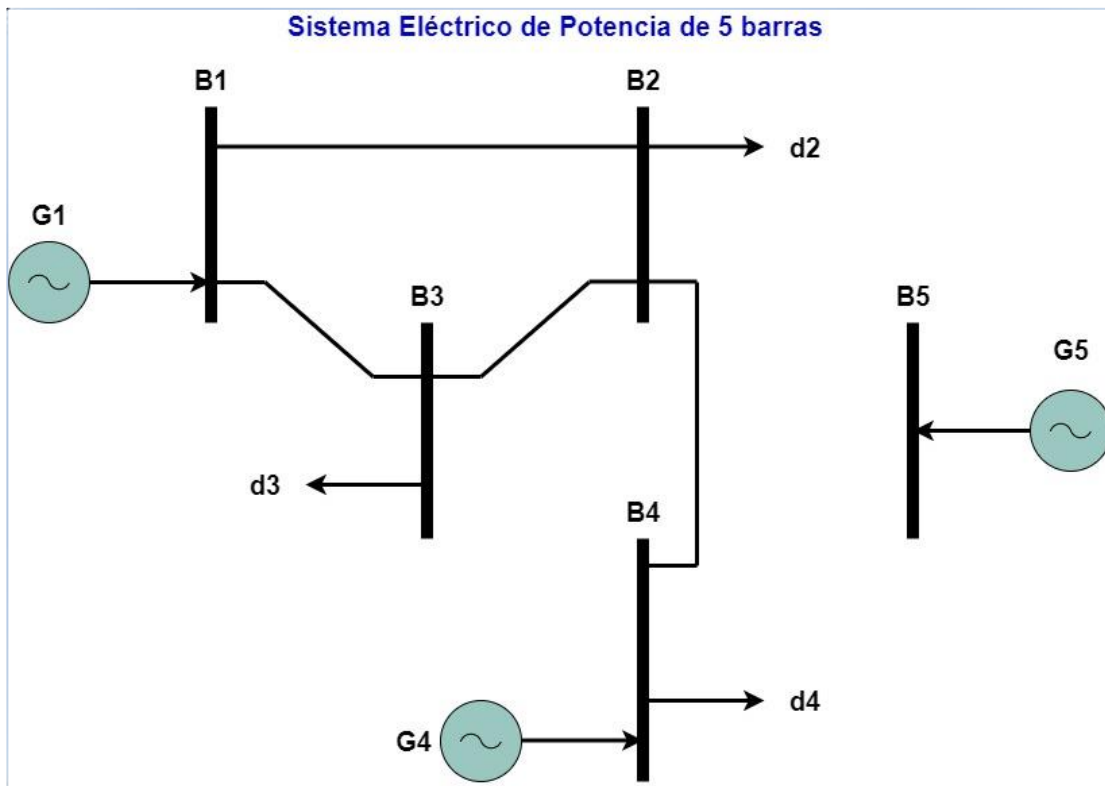 Sistema Eléctrico de Potencia de 5 barras
B1
B2
d2
G1
B3
B5
G5
d3
B4
d4
G4